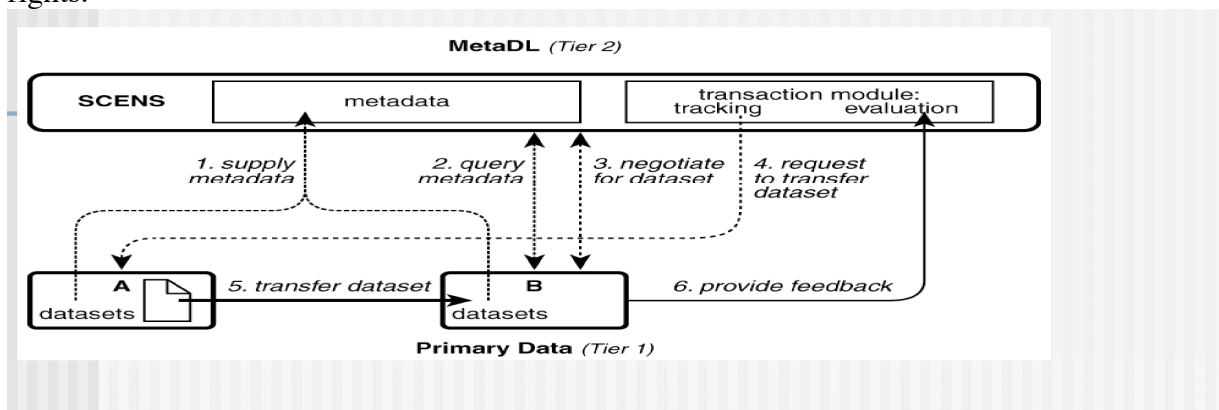 rights.
MetaDL (Tier 2)
SCENS
metadata
transaction module:
tracking evaluation
1. supply
metadata
2. query
metadata
3. negotiate
for dataset
4. request
to transfer
dataset
A
datasets
5. transfer dataset
B
datasets
6. provide feedback
Primary Data (Tier 1)